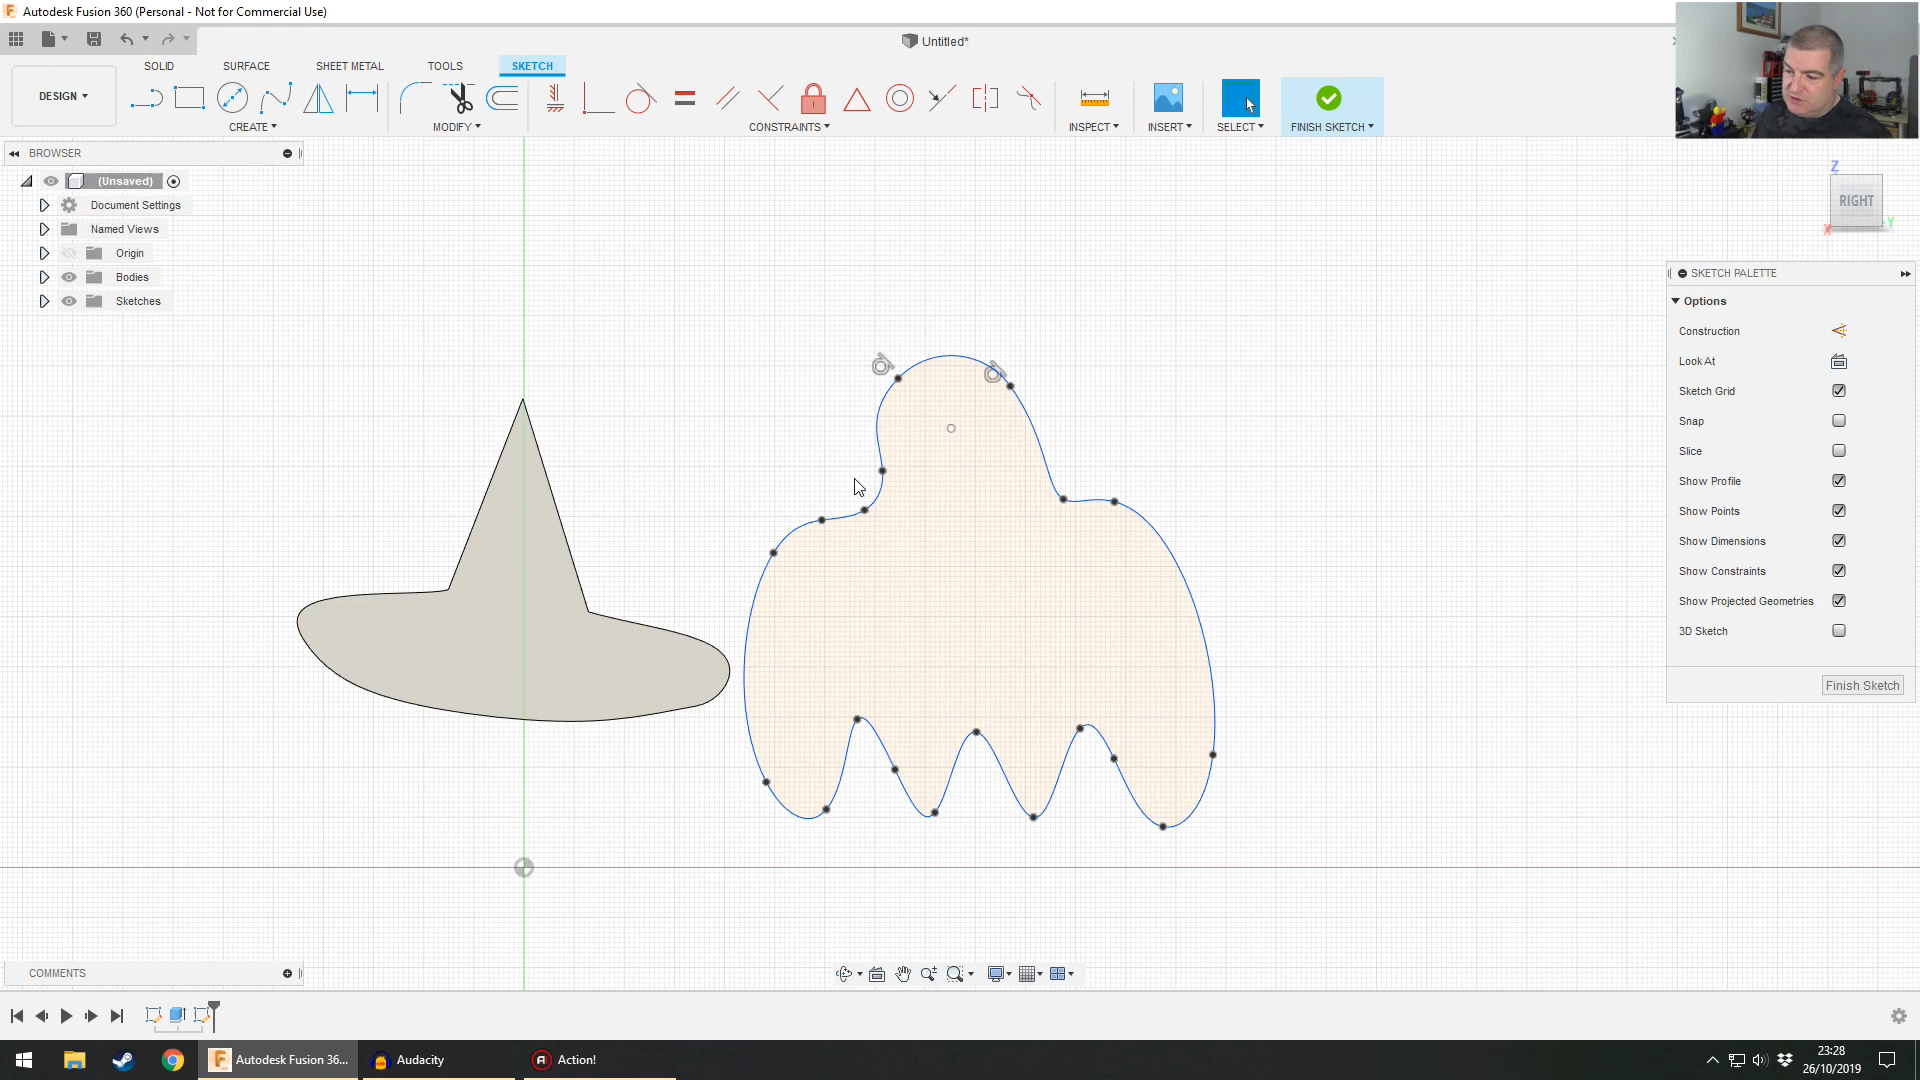 Autodesk Fusion 360 (Personal - Not for Commercial Use)
Untitled*
SOLID SURFACE SHEET METAL TOOLS SKETCH
DESIGN
CREATE MODIFY CONSTRAINTS INSPECT INSERT SELECT FINISH SKETCH
BROWSER
(Unsaved)
Document Settings
Named Views
Origin
Bodies
Sketches
Z
RIGHT
Y
X
SKETCH PALETTE
Options
Construction
Look At
Sketch Grid
Snap
Slice
Show Profile
Show Points
Show Dimensions
Show Constraints
Show Projected Geometries
3D Sketch
Finish Sketch
COMMENTS
Autodesk Fusion 36...
Audacity
Action!
23:28
26/10/2019